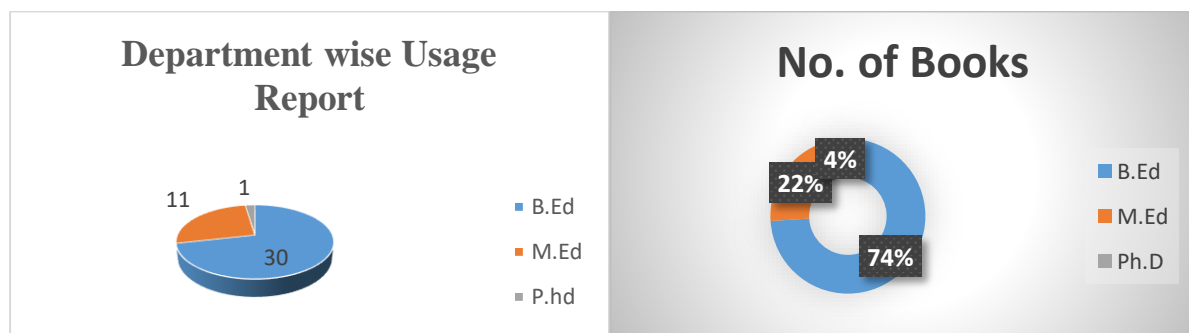 Department wise Usage
Report
11
1
30
B.Ed
M.Ed
P.hd
No. of Books
4%
22%
74%
B.Ed
M.Ed
Ph.D